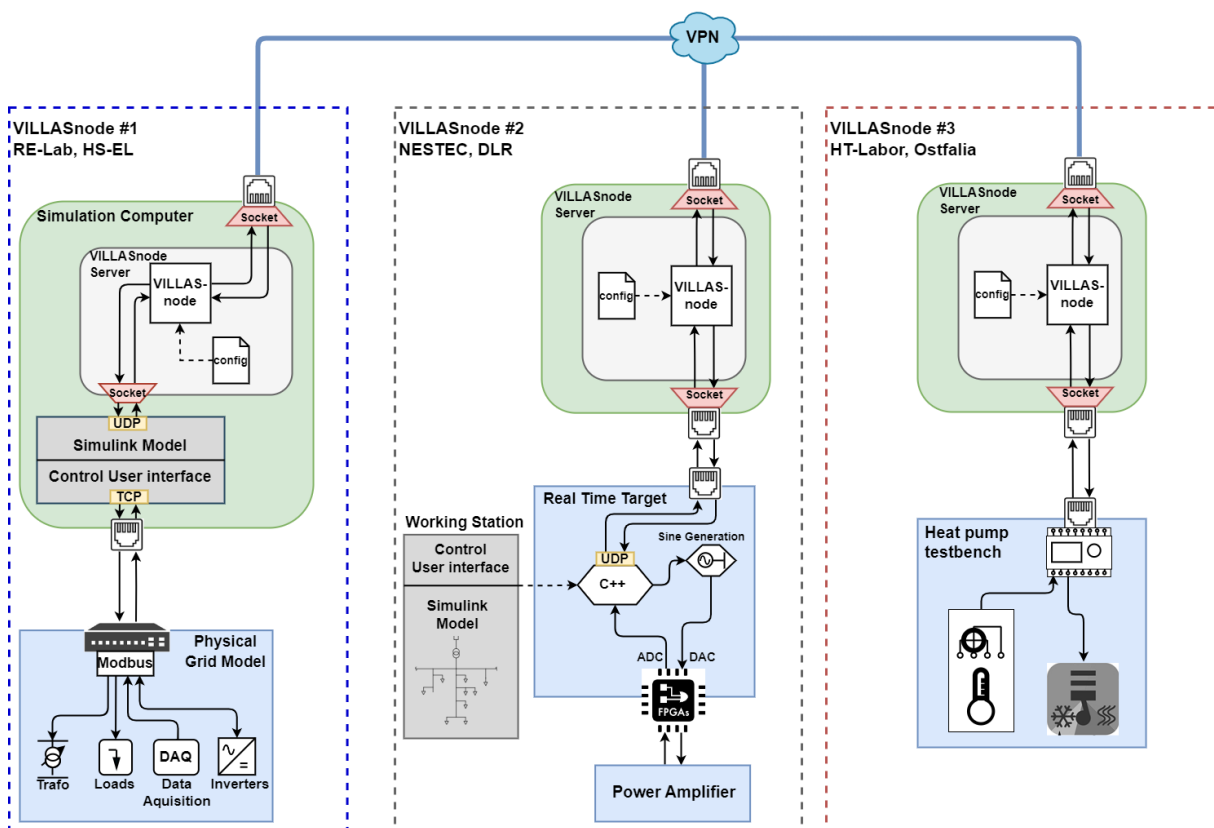 VPN
VILLASnode #1
RE-Lab, HS-EL
Simulation Computer
Socket
VILLASnode
Server
VILLAS-
node
config
Socket
UDP
Simulink Model
Control User interface
TCP
Physical
Grid Model
Modbus
Trafo
Loads
DAQ
Data
Aquisition
Inverters
VILLASnode #2
NESTEC, DLR
VILLASnode
Server
Socket
config
VILLAS-
node
Socket
Real Time Target
Working Station
Control
User interface
Simulink
Model
UDP
C++
Sine Generation
ADC
DAC
FPGAs
Power Amplifier
VILLASnode #3
HT-Labor, Ostfalia
VILLASnode
Server
Socket
config
VILLAS-
node
Socket
Heat pump
testbench